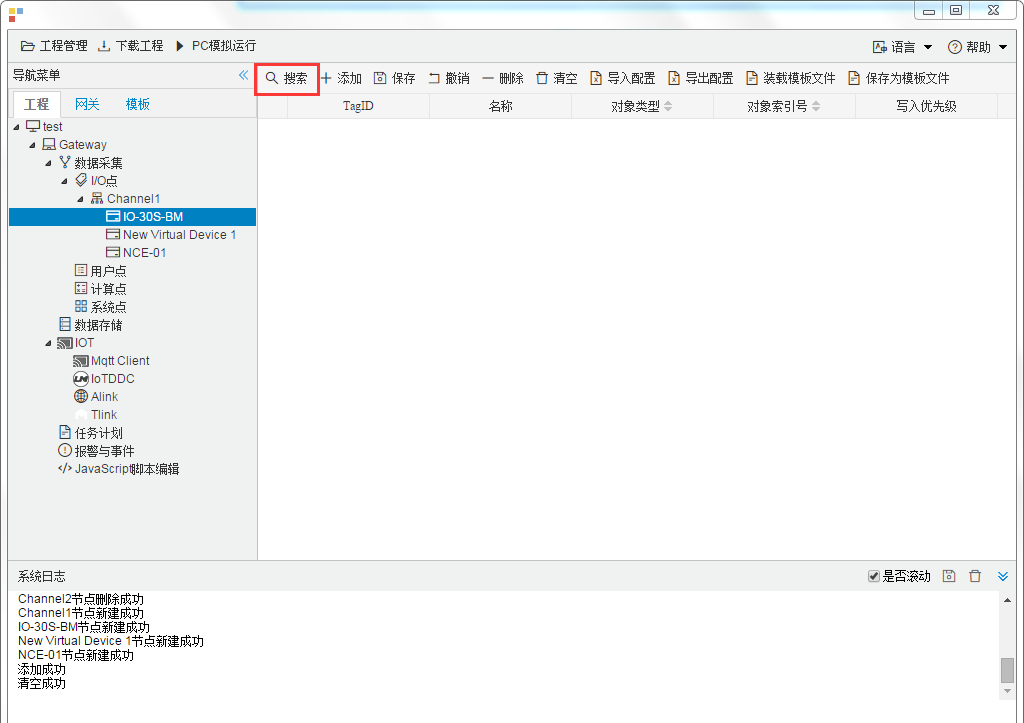 工程管理 下载工程 PC模拟运行 语言 帮助
导航菜单
搜索 添加 保存 撤销 删除 清空 导入配置 导出配置 装载模板文件 保存为模板文件
工程 网关 模板
TagID 名称 对象类型 对象索引号 写入优先级
test
Gateway
数据采集
I/O点
Channel1
IO-30S-BM
New Virtual Device 1
NCE-01
用户点
计算点
系统点
数据存储
IOT
Mqtt Client
IoTDDC
Alink
Tlink
任务计划
报警与事件
JavaScript脚本编辑
系统日志 是否滚动
Channel2节点删除成功
Channel1节点新建成功
IO-30S-BM节点新建成功
New Virtual Device 1节点新建成功
NCE-01节点新建成功
添加成功
清空成功